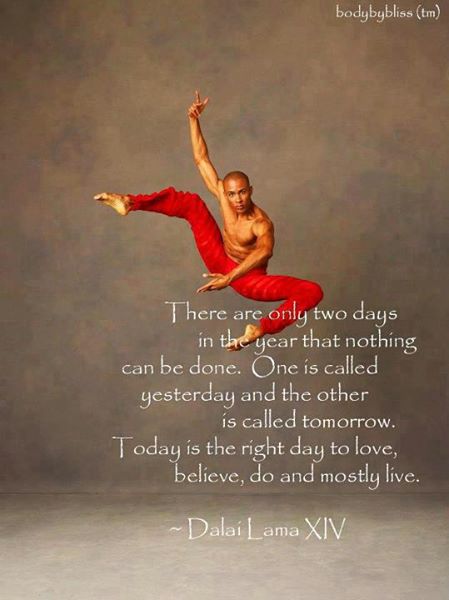 bodybybliss (tm)
There are only two days
in the year that nothing
can be done. One is called
yesterday and the other
is called tomorrow.
Today is the right day to love,
believe, do and mostly live.
~ Dalai Lama XIV